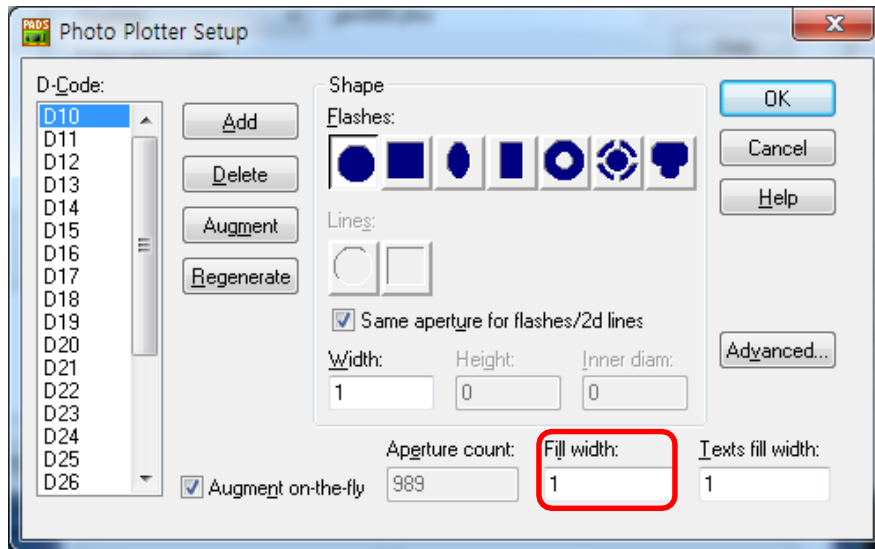 PADS
Photo Plotter Setup
D-Code:
D10
D11
D12
D13
D14
D15
D16
D17
D18
D19
D20
D21
D22
D23
D24
D25
D26
Add
Delete
Augment
Regenerate
Augment on-the-fly
Shape
Flashes:
Lines:
Same aperture for flashes/2d lines
Width: Height: Inner diam:
1 0 0
Aperture count: Fill width: Texts fill width:
989 1 1
OK
Cancel
Help
Advanced...